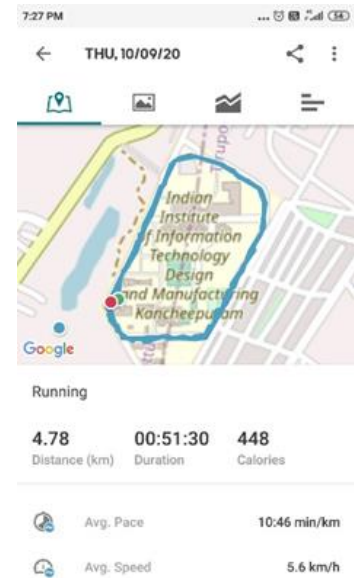 7:27 PM
... 54
THU, 10/09/20
Tirupo
Indian
Institute
of Information
Technology
Design
and Manufacturing
Kancheepuram
Google
Running
4.78 00:51:30 448
Distance (km) Duration Calories
Avg. Pace 10:46 min/km
Avg. Speed 5.6 km/h